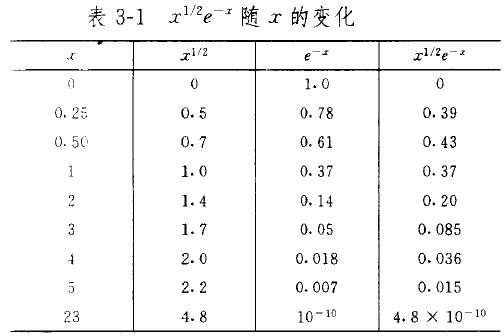 表 3-1 x^{1/2}e^{-x} 随 x 的变化
x x^{1/2} e^{-x} x^{1/2}e^{-x}
0 0 1.0 0
0.25 0.5 0.78 0.39
0.50 0.7 0.61 0.43
1 1.0 0.37 0.37
2 1.4 0.14 0.20
3 1.7 0.05 0.085
4 2.0 0.018 0.036
5 2.2 0.007 0.015
23 4.8 10^{-10} 4.8 × 10^{-10}